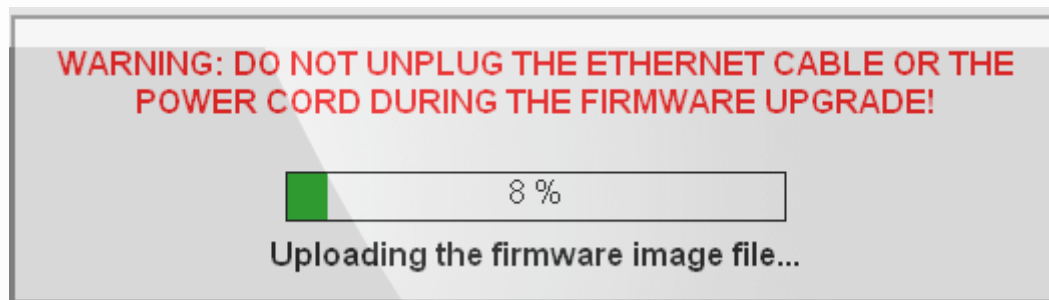 WARNING: DO NOT UNPLUG THE ETHERNET CABLE OR THE
POWER CORD DURING THE FIRMWARE UPGRADE!
8 %
Uploading the firmware image file...